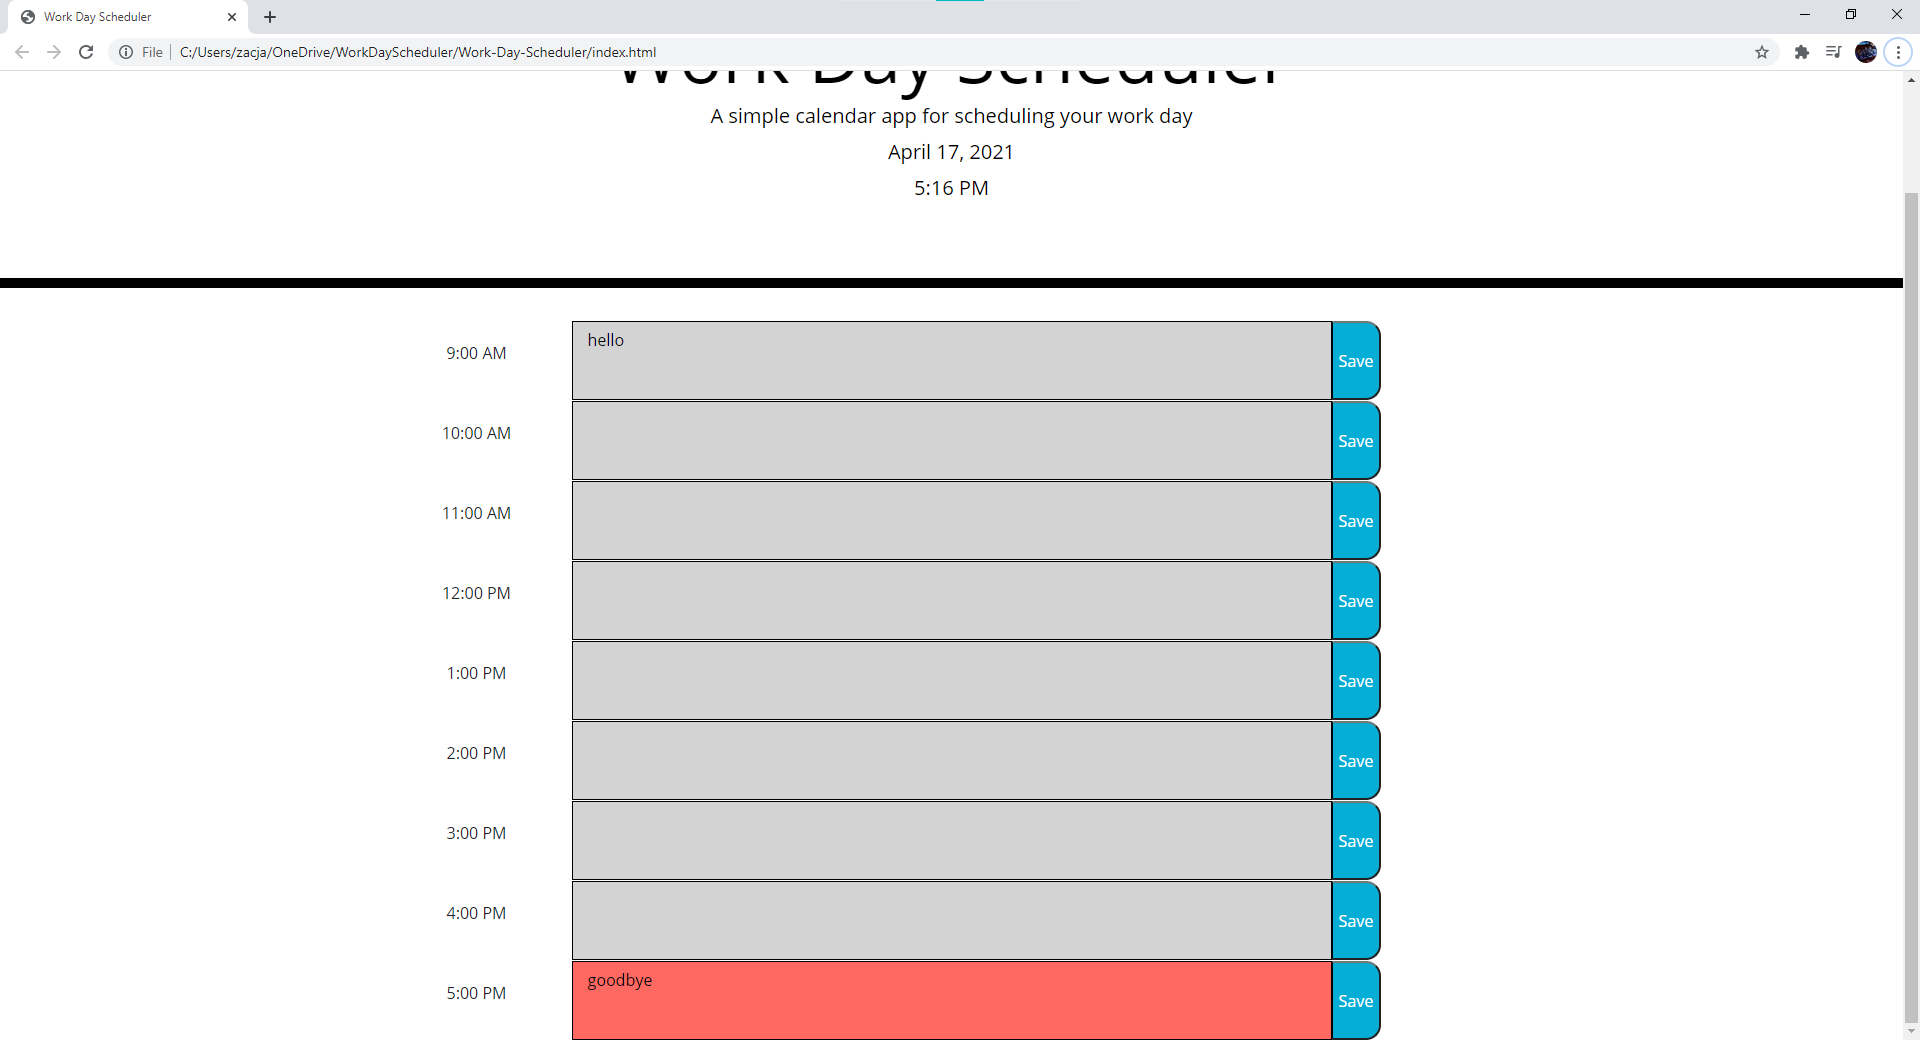 Work Day Scheduler
File C:/Users/zacja/OneDrive/WorkDayScheduler/Work-Day-Scheduler/index.html
Work Day Scheduler
A simple calendar app for scheduling your work day
April 17, 2021
5:16 PM
9:00 AM hello Save
10:00 AM Save
11:00 AM Save
12:00 PM Save
1:00 PM Save
2:00 PM Save
3:00 PM Save
4:00 PM Save
5:00 PM goodbye Save